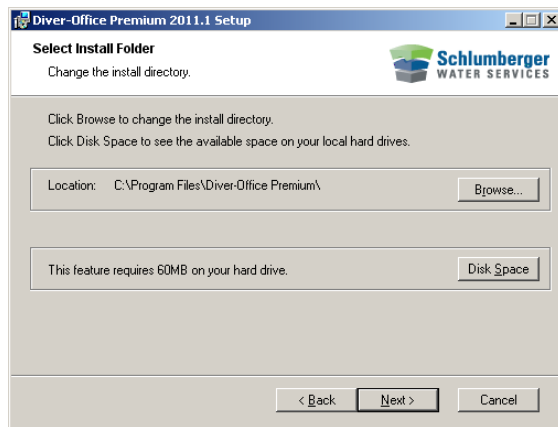 Diver-Office Premium 2011.1 Setup
Select Install Folder
Change the install directory.
Schlumberger
WATER SERVICES
Click Browse to change the install directory.
Click Disk Space to see the available space on your local hard drives.
Location: C:\Program Files\Diver-Office Premium\
Browse...
This feature requires 60MB on your hard drive.
Disk Space
< Back Next > Cancel